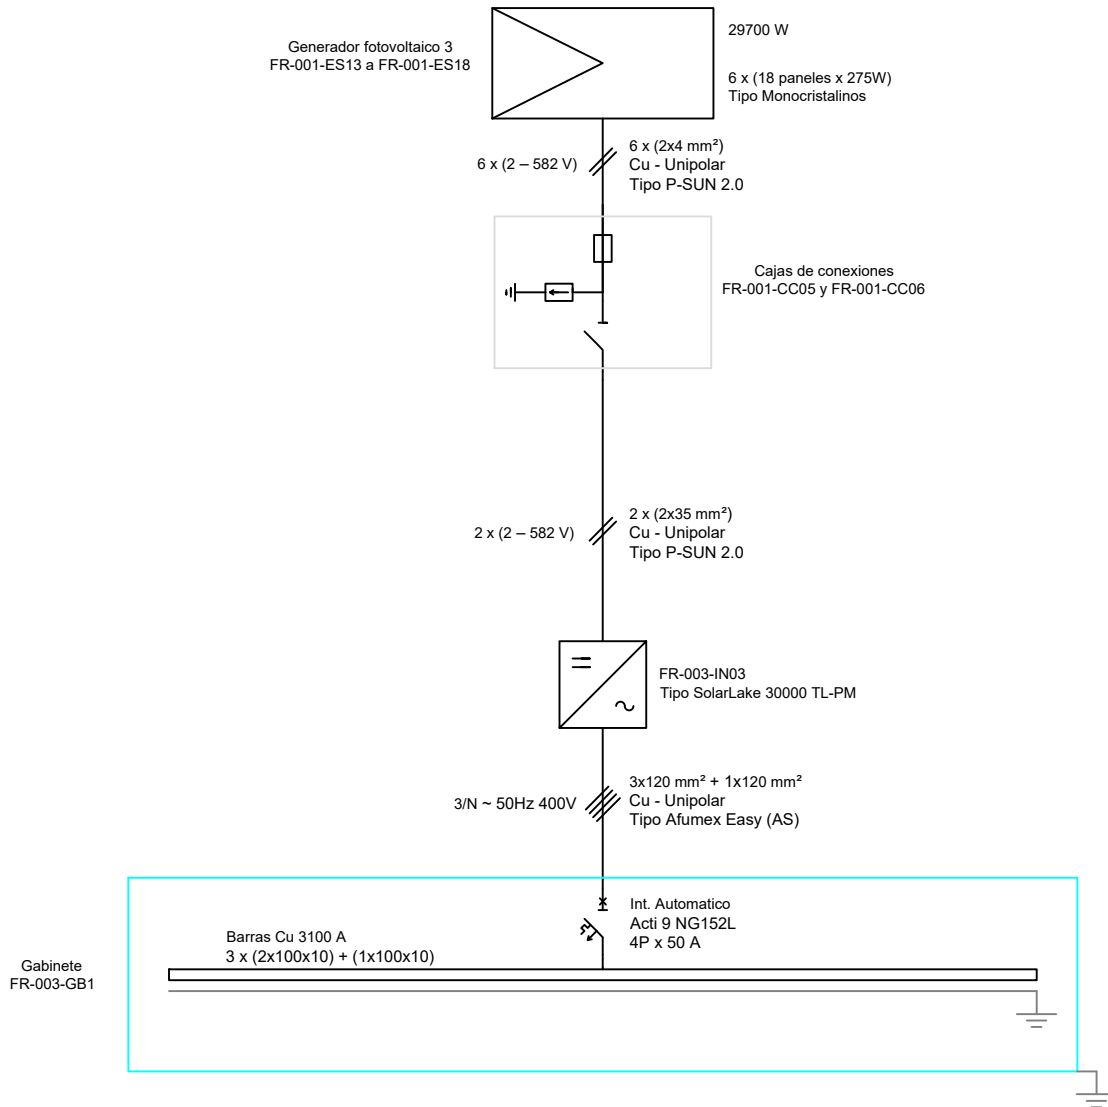 Generador fotovoltaico 3
FR-001-ES13 a FR-001-ES18
29700 W
6 x (18 paneles x 275W)
Tipo Monocristalinos
6 x (2 – 582 V)
6 x (2x4 mm²)
Cu - Unipolar
Tipo P-SUN 2.0
Cajas de conexiones
FR-001-CC05 y FR-001-CC06
2 x (2 – 582 V)
2 x (2x35 mm²)
Cu - Unipolar
Tipo P-SUN 2.0
FR-003-IN03
Tipo SolarLake 30000 TL-PM
3/N ~ 50Hz 400V
3x120 mm² + 1x120 mm²
Cu - Unipolar
Tipo Afumex Easy (AS)
Int. Automatico
Acti 9 NG152L
4P x 50 A
Barras Cu 3100 A
3 x (2x100x10) + (1x100x10)
Gabinete
FR-003-GB1